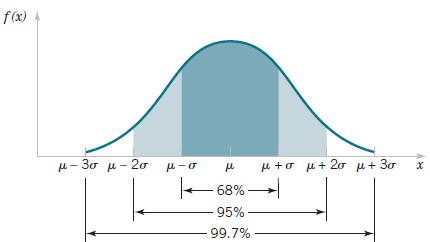 f(x)
μ – 3σ μ – 2σ μ – σ μ μ + σ μ + 2σ μ + 3σ x
68%
95%
99.7%